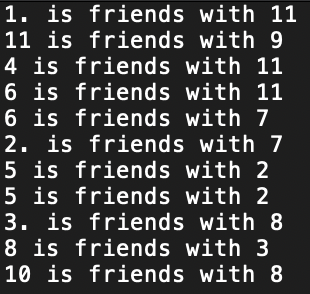 1. is friends with 11
11 is friends with 9
4 is friends with 11
6 is friends with 11
6 is friends with 7
2. is friends with 7
5 is friends with 2
5 is friends with 2
3. is friends with 8
8 is friends with 3
10 is friends with 8